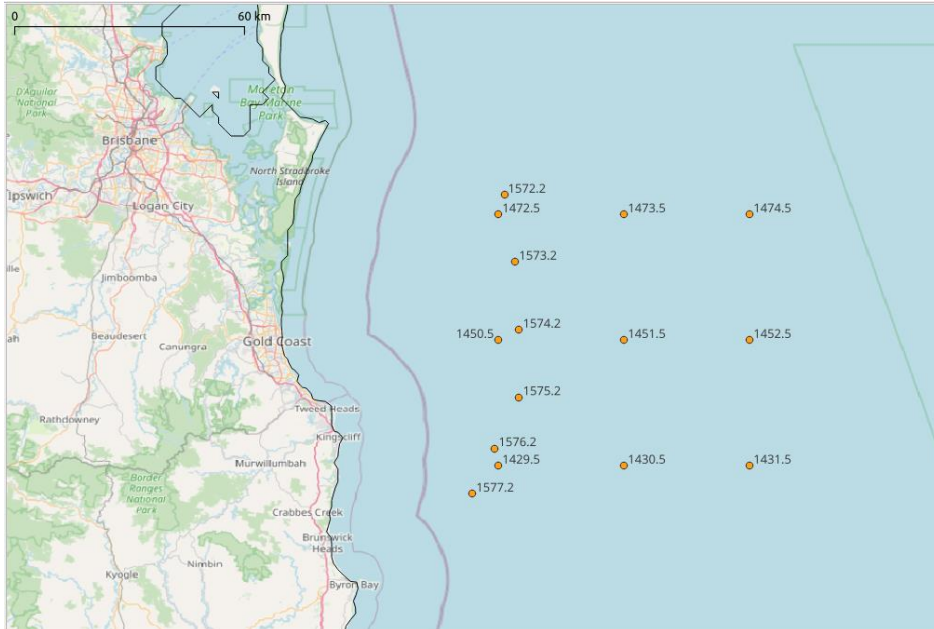 0
60 km
D'Aguilar
National
Park
Moreton
Bay Marine
Park
Brisbane
North Stradbroke
Island
Ipswich
Logan City
1572.2
1472.5
1473.5
1474.5
ille
Jimboomba
1573.2
ah
Beaudesert
Canungra
Gold Coast
1574.2
1450.5
1451.5
1452.5
1575.2
Rathdowney
Tweed Heads
Kingscliff
1576.2
1429.5
1430.5
1431.5
Murwillumbah
Border
Ranges
National
Park
1577.2
Crabbes Creek
Brunswick
Heads
Nimbin
Kyogle
Byron Bay